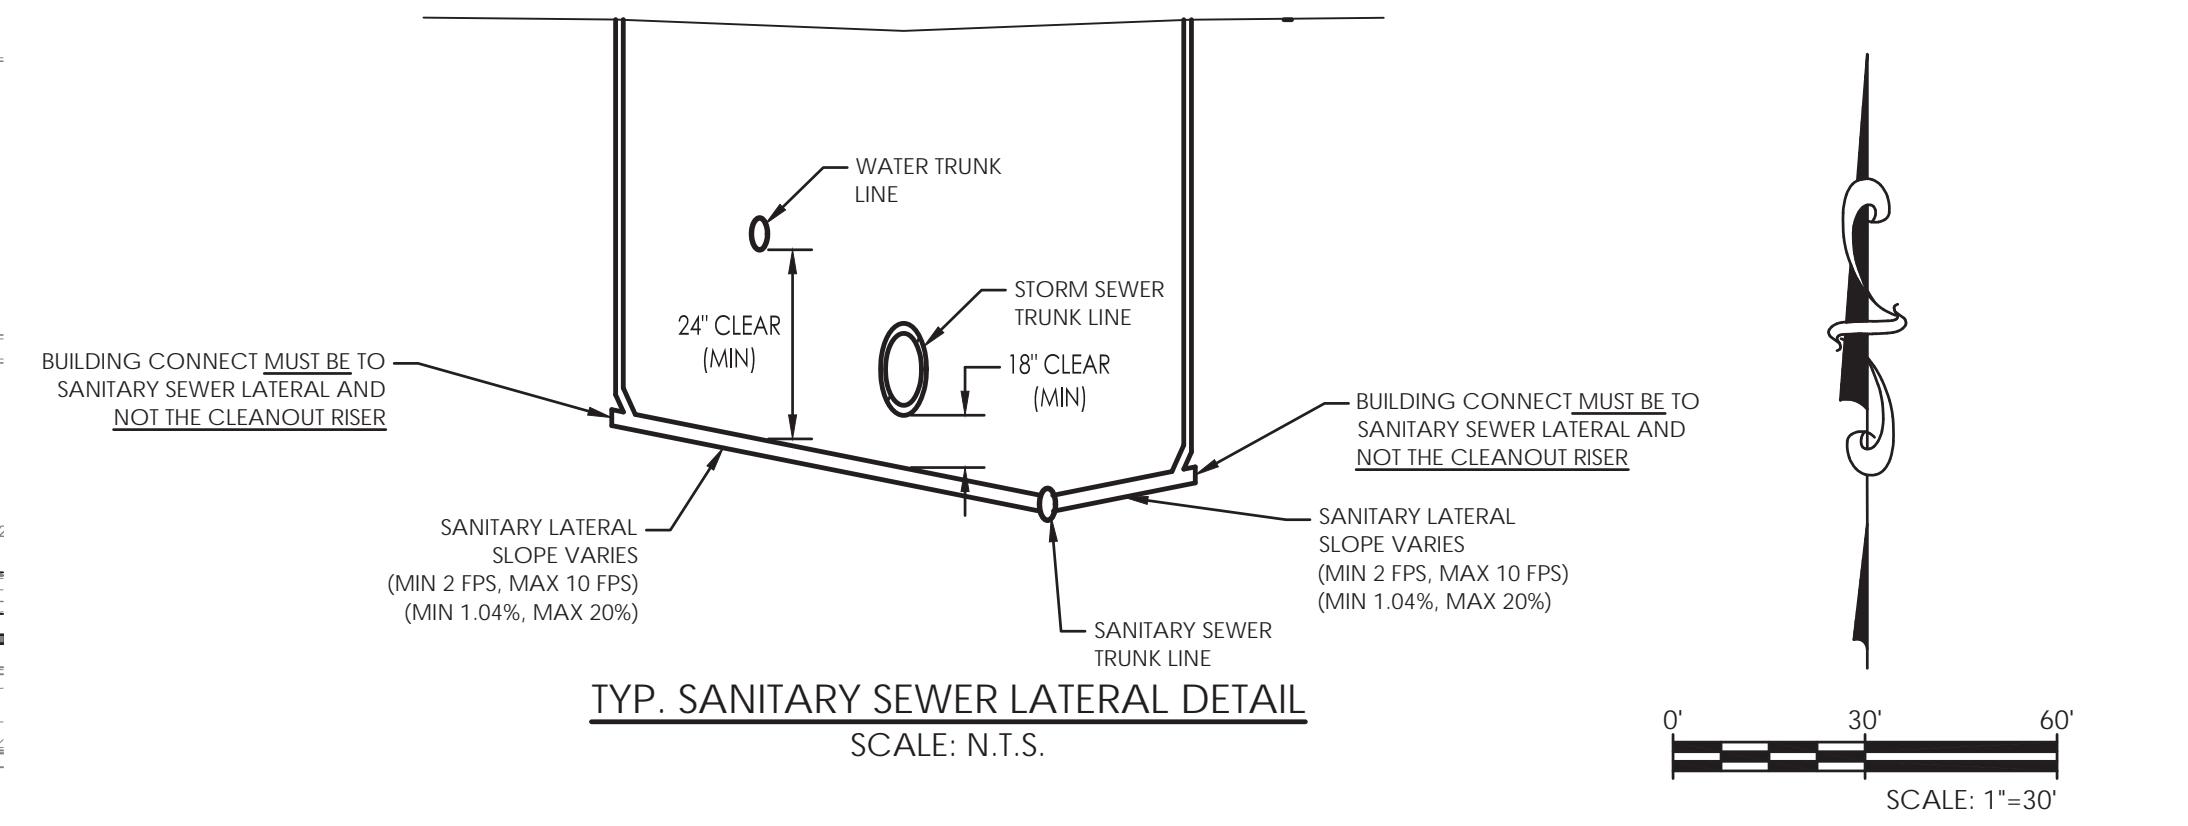 WATER TRUNK
LINE
STORM SEWER
TRUNK LINE
24" CLEAR
(MIN)
18" CLEAR
(MIN)
BUILDING CONNECT MUST BE TO
SANITARY SEWER LATERAL AND
NOT THE CLEANOUT RISER
BUILDING CONNECT MUST BE TO
SANITARY SEWER LATERAL AND
NOT THE CLEANOUT RISER
SANITARY LATERAL
SLOPE VARIES
(MIN 2 FPS, MAX 10 FPS)
(MIN 1.04%, MAX 20%)
SANITARY LATERAL
SLOPE VARIES
(MIN 2 FPS, MAX 10 FPS)
(MIN 1.04%, MAX 20%)
SANITARY SEWER
TRUNK LINE
TYP. SANITARY SEWER LATERAL DETAIL
SCALE: N.T.S.
0' 30' 60'
SCALE: 1"=30'